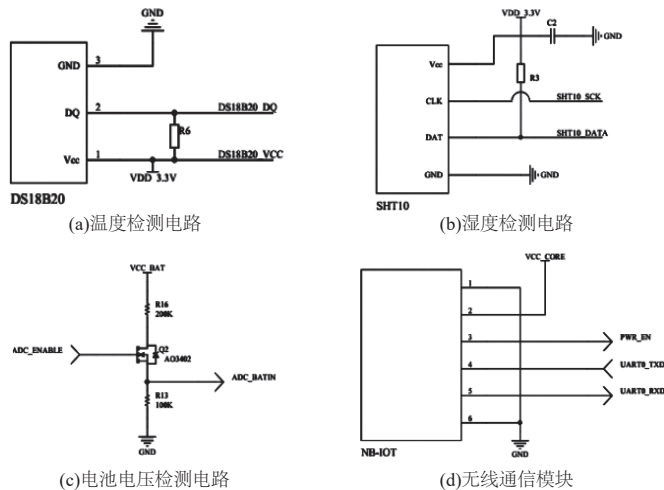 GND
3
GND
DQ
2
DS18B20_DQ
R6
Vcc
1
DS18B20_VCC
VDD_3.3V
DS18B20
(a)温度检测电路
VDD_3.3V
C2
GND
Vcc
R3
CLK
SHT10_SCK
DAT
SHT10_DATA
GND
GND
SHT10
(b)湿度检测电路
VCC_BAT
R16
200K
ADC_ENABLE
Q2
AO3402
ADC_BATIN
R13
100K
GND
(c)电池电压检测电路
VCC_CORE
1
2
3
PWR_EN
4
UART0_TXD
5
UART0_RXD
6
NB-IOT
GND
(d)无线通信模块